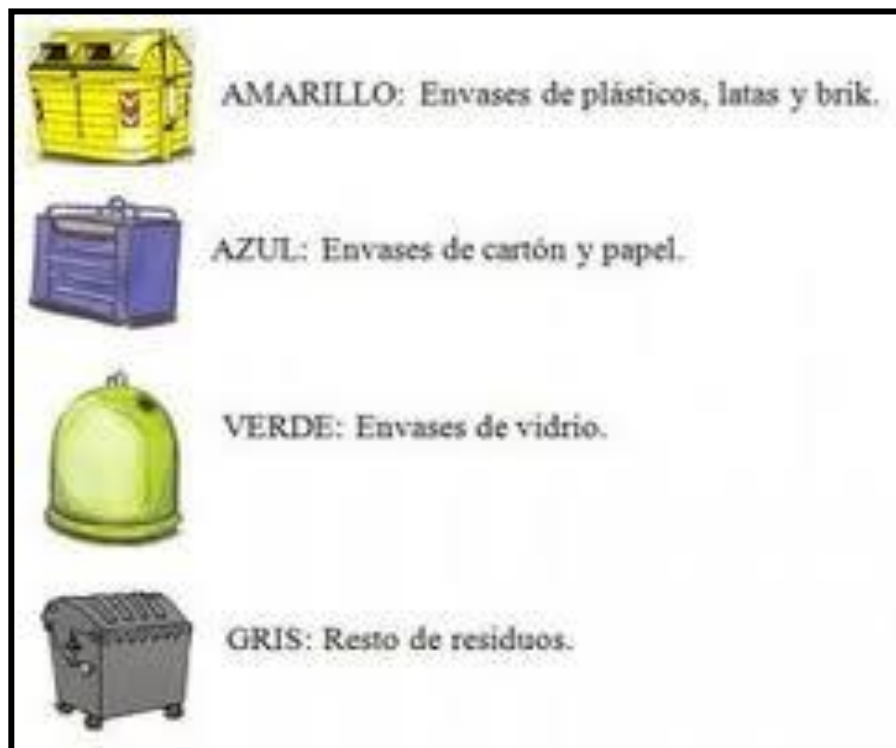 AMARILLO: Envases de plásticos, latas y brik.
AZUL: Envases de cartón y papel.
VERDE: Envases de vidrio.
GRIS: Resto de residuos.